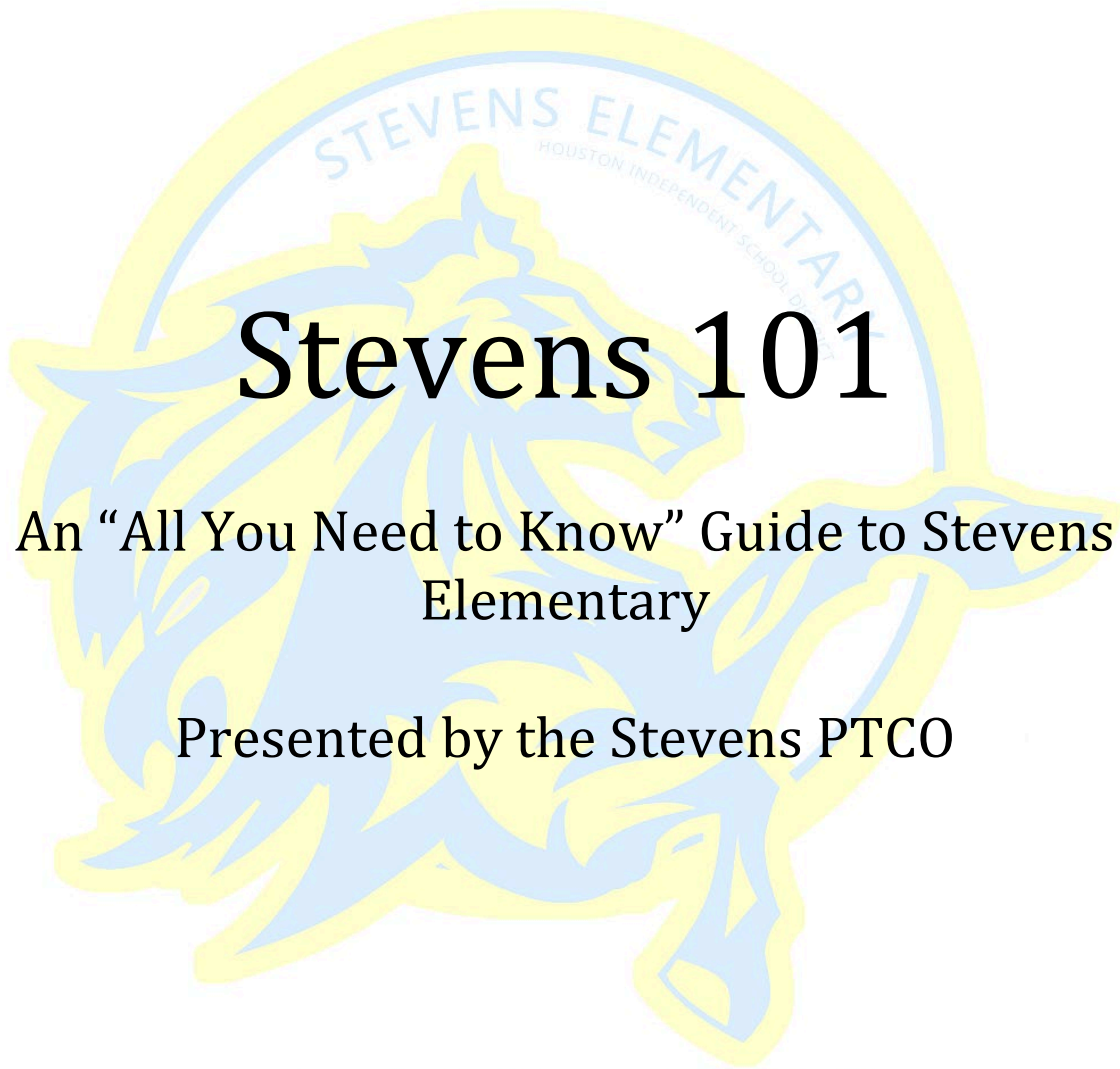 STEVENS ELEMENTARY
HOUSTON INDEPENDENT SCHOOL DISTRICT
Stevens 101
An “All You Need to Know” Guide to Stevens
Elementary
Presented by the Stevens PTCO